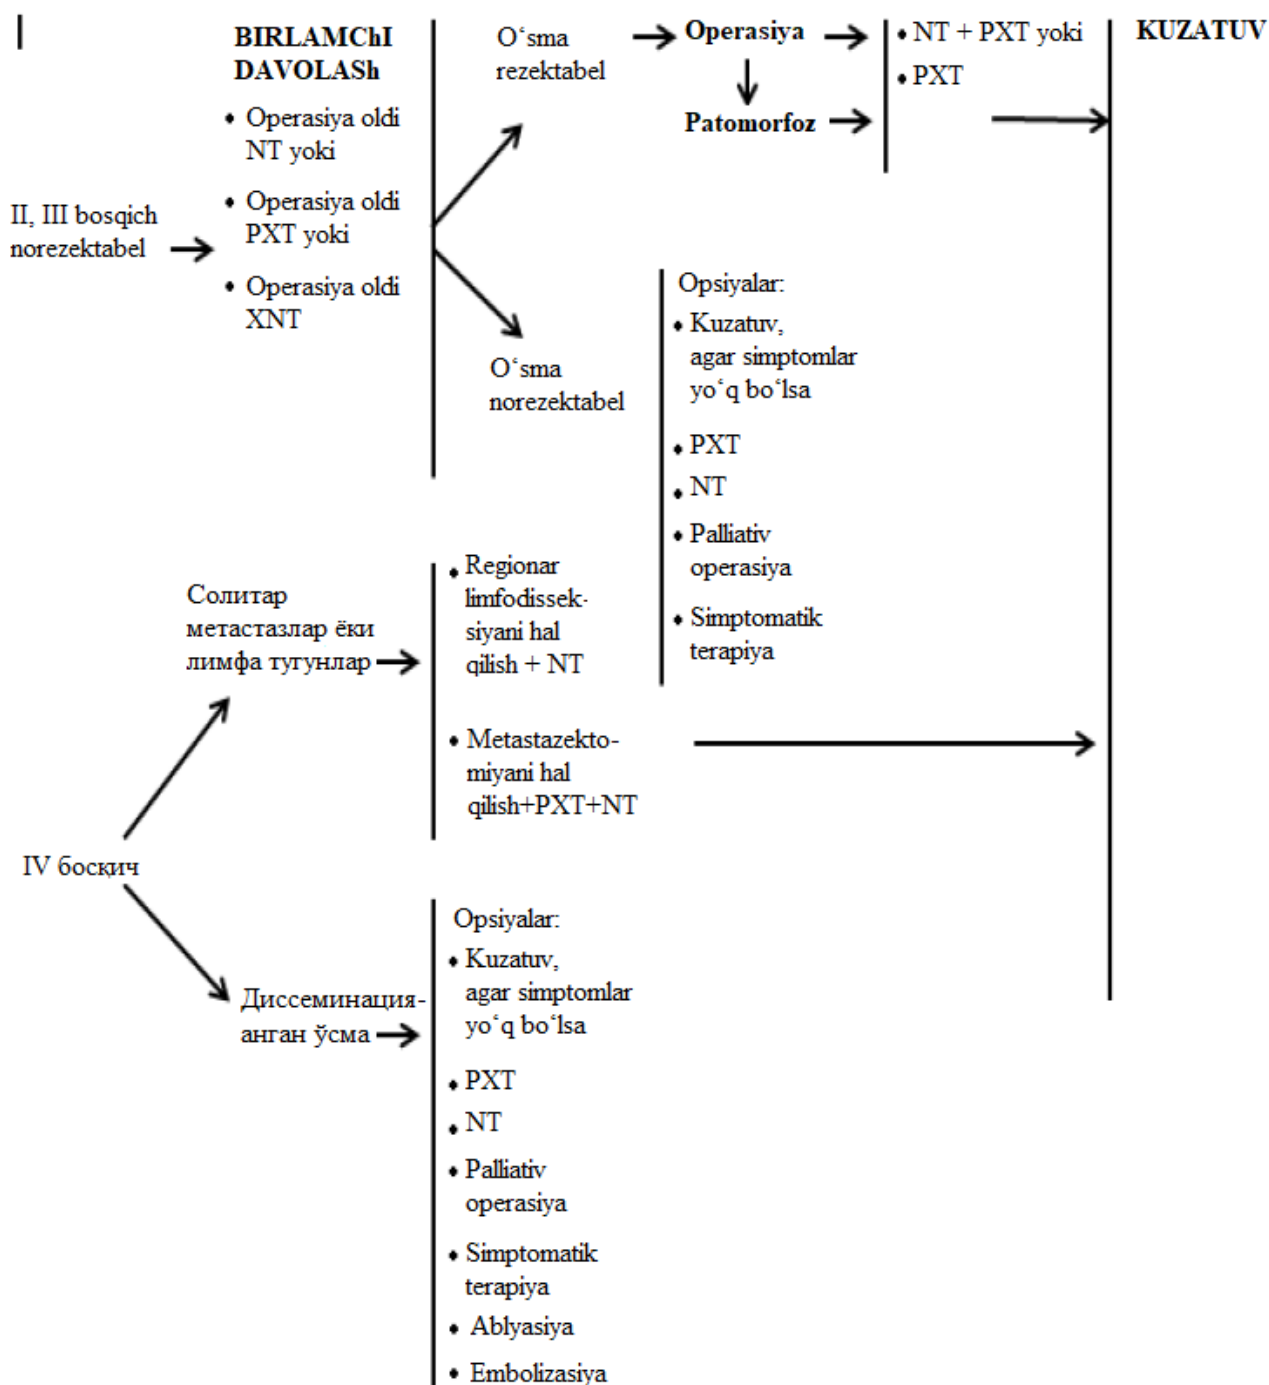 II, III bosqich
norezektabel
BIRLAMChI
DAVOLASh
• Operasiya oldi
NT yoki
• Operasiya oldi
PXT yoki
• Operasiya oldi
XNT
O‘sma
rezektabel
Operasiya
Patomorfoz
• NT + PXT yoki
• PXT
KUZATUV
O‘sma
norezektabel
Opsiyalar:
• Kuzatuv,
agar simptomlar
yo‘q bo‘lsa
• PXT
• NT
• Palliativ
operasiya
• Simptomatik
terapiya
IV босқич
Солитар
метастазлар ёки
лимфа тугунлар
• Regionar
limfodissek-
siyani hal
qilish + NT
• Metastazekto-
miyani hal
qilish+PXT+NT
Диссеминация-
анган ўсма
Opsiyalar:
• Kuzatuv,
agar simptomlar
yo‘q bo‘lsa
• PXT
• NT
• Palliativ
operasiya
• Simptomatik
terapiya
• Ablyasiya
• Embolizasiya